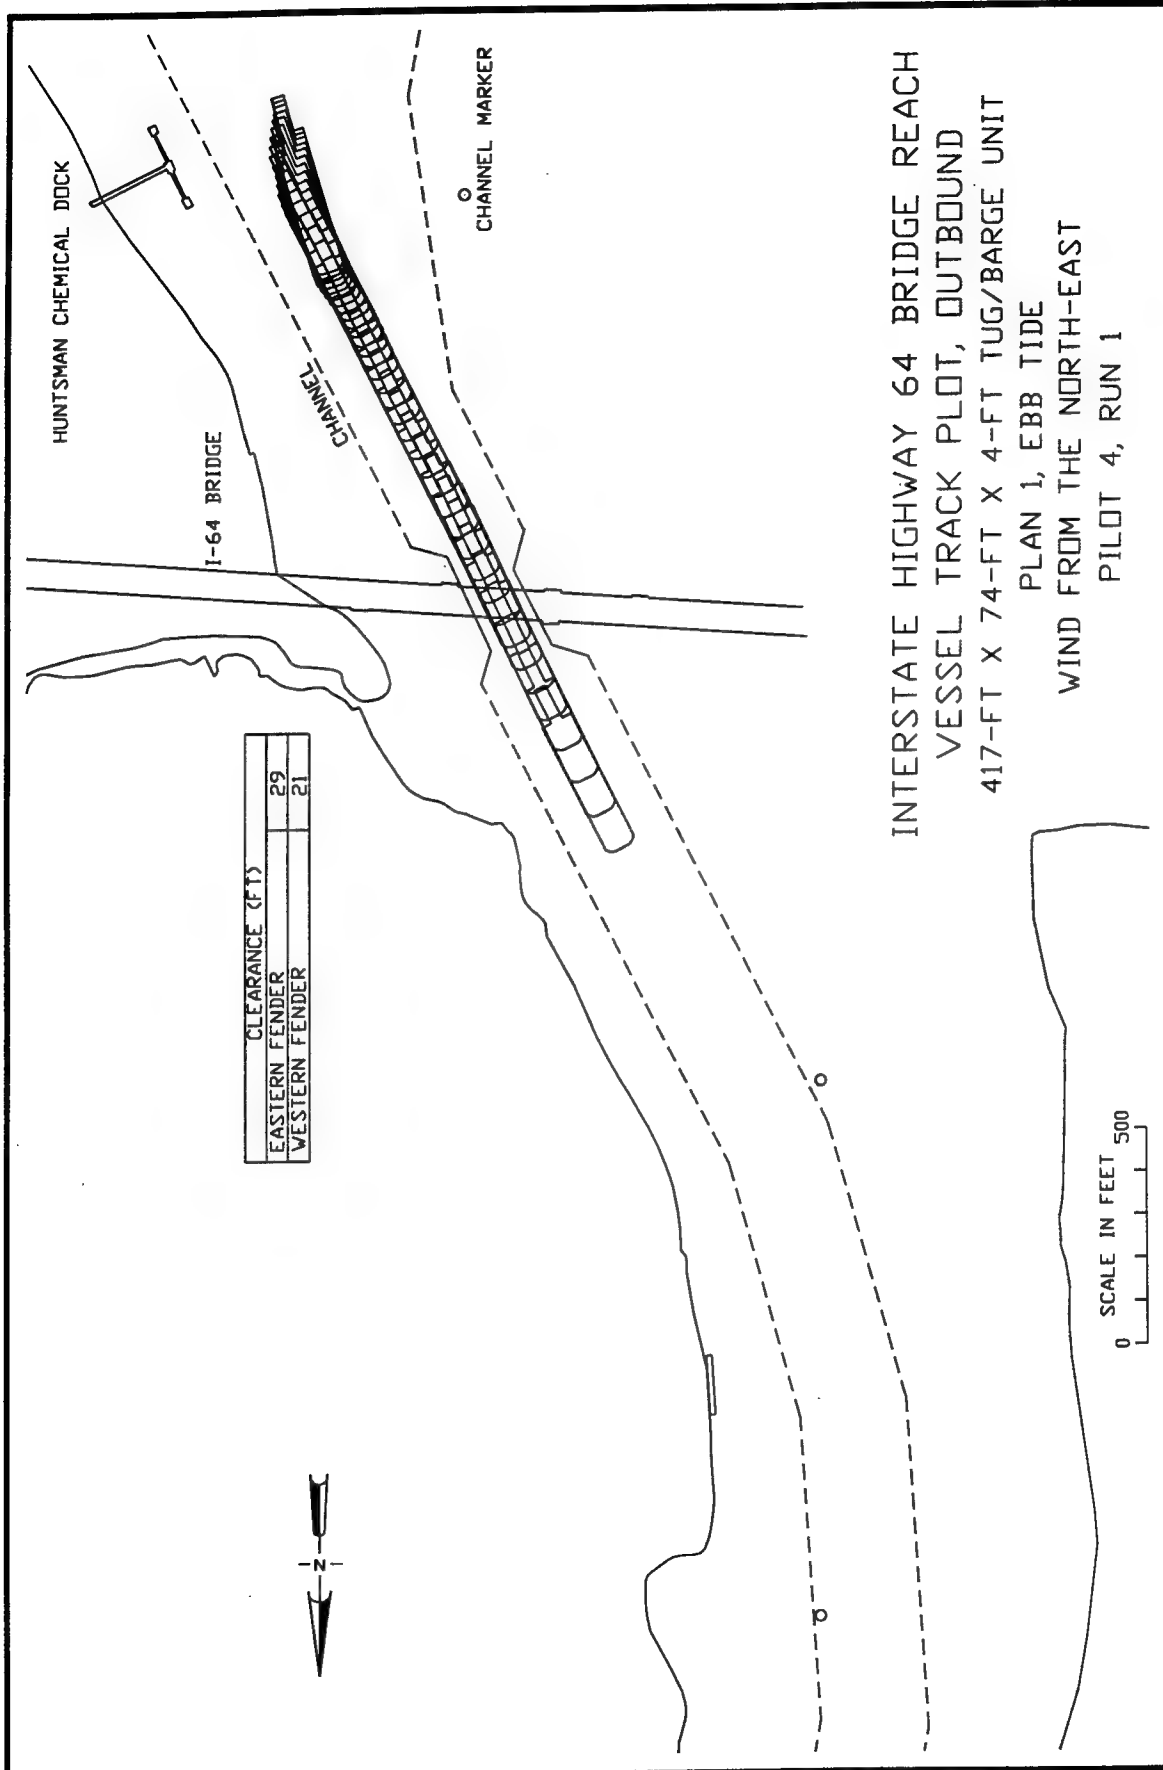 HUNTSMAN CHEMICAL DOCK
I-64 BRIDGE
CHANNEL
CHANNEL MARKER
CLEARANCE (FT)
EASTERN FENDER 29
WESTERN FENDER 21
-N-
SCALE IN FEET
0 500
INTERSTATE HIGHWAY 64 BRIDGE REACH
VESSEL TRACK PLOT, OUTBOUND
417-FT X 74-FT X 4-FT TUG/BARGE UNIT
PLAN 1, EBB TIDE
WIND FROM THE NORTH-EAST
PILOT 4, RUN 1